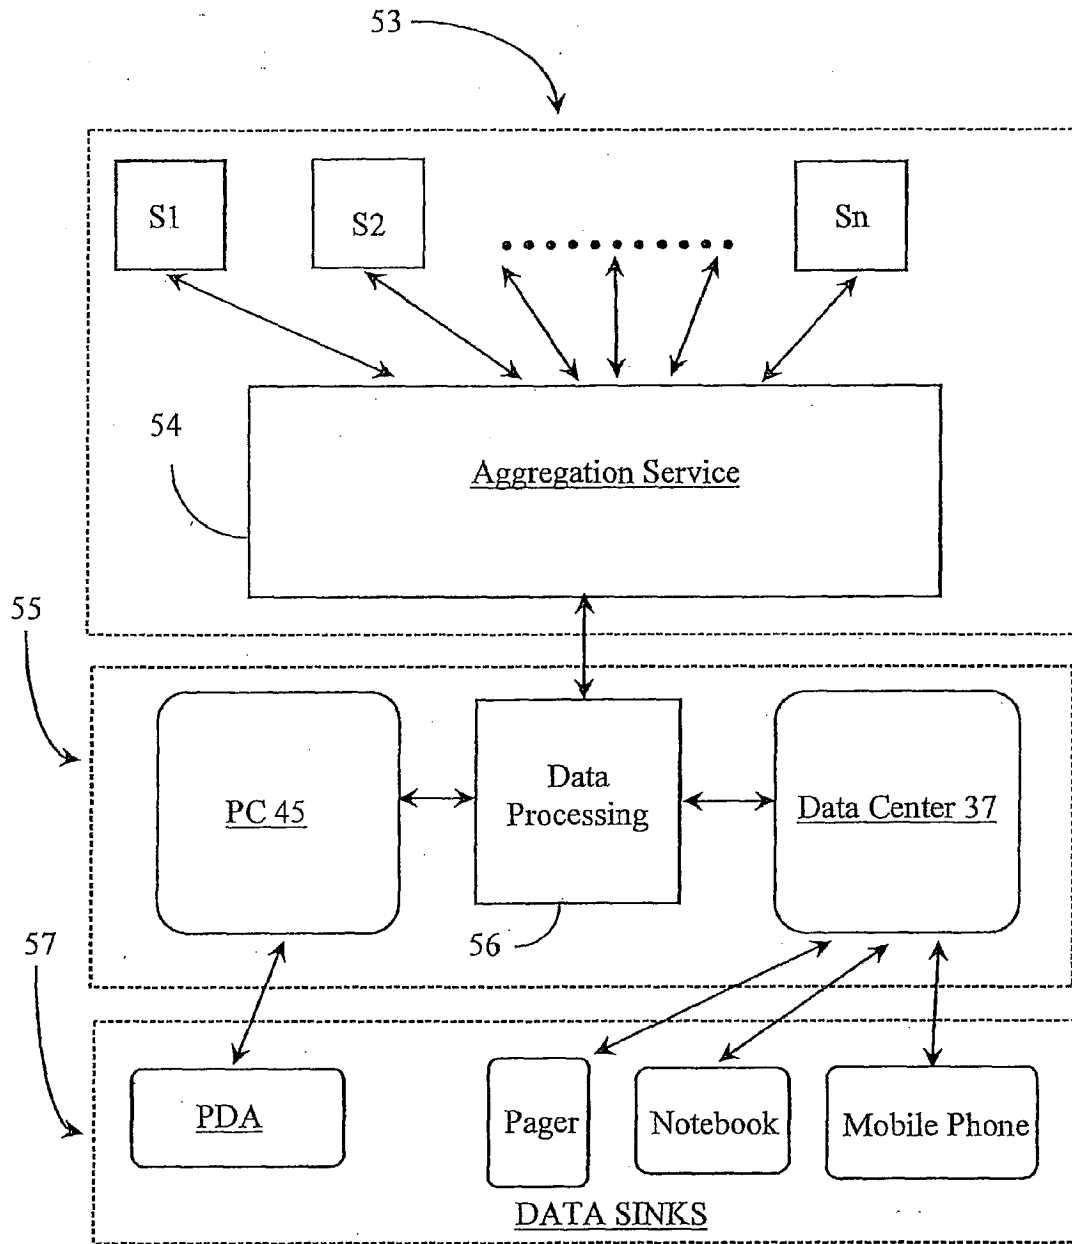 53
S1
S2
Sn
54
Aggregation Service
55
PC 45
Data
Processing
Data Center 37
56
57
PDA
Pager
Notebook
Mobile Phone
DATA SINKS